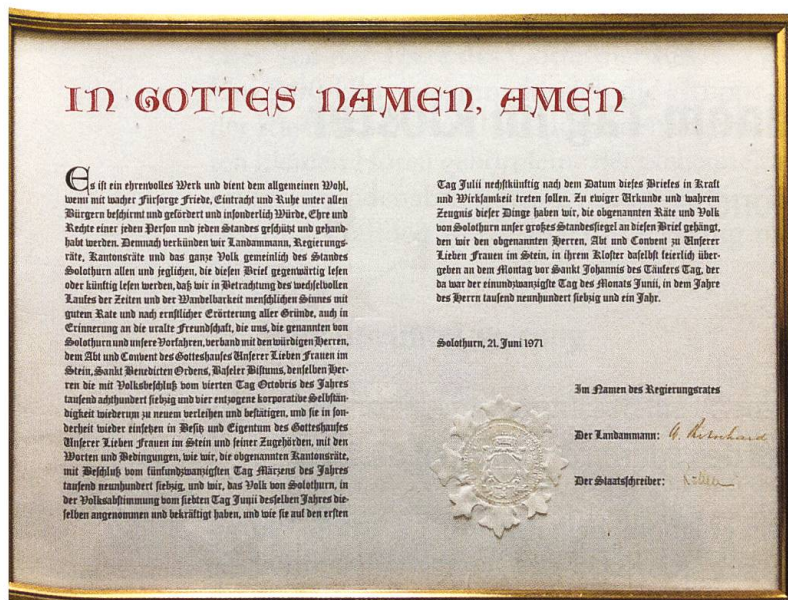 IN GOTTES NAMEN, AMEN
Es iſt ein ehrenvolles Werk und dient dem allgemeinen Wohl,
wenn mit wacher Fürſorge Friede, Eintracht und Ruhe unter allen
Bürgern beſchirmt und gefördert und inſonderlich Würde, Ehre und
Rechte einer jeden Perſon und jeden Standes geſchützt und gehand-
habt werden. Demnach verkünden wir Landammann, Regierungs-
räte, Kantonsräte und das ganze Volk gemeinlich des Standes
Solothurn allen und jeglichen, die dieſen Brief gegenwärtig leſen
oder künftig leſen werden, daß wir in Betrachtung des wechſelvollen
Laufes der Zeiten und der Wandelbarkeit menſchlichen Sinnes mit
gutem Rate und nach ernſtlicher Erörterung aller Gründe, auch in
Erinnerung an die uralte Freundſchaft, die uns, die genannten von
Solothurn und unſere Vorfahren, verband mit den würdigen Herren,
dem Abt und Convent des Gotteshauſes Unſerer Lieben Frauen im
Stein, Sankt Benedicten Ordens, Baſeler Biſtums, denſelben Her-
ren die mit Volksbeſchluß vom vierten Tag Octobris des Jahres
tauſend achthundert ſiebzig und vier entzogene korporative Selbſtän-
digkeit wiederum zu neuem verleihen und beſtätigen, und ſie in ſon-
derheit wieder einſetzen in Beſitz und Eigentum des Gotteshauſes
Unſerer Lieben Frauen im Stein und ſeiner Zugehörden, mit den
Worten und Bedingungen, wie wir, die obgenannten Kantonsräte,
mit Beſchluß vom fünfundzwanzigſten Tag Märzens des Jahres
tauſend neunhundert ſiebzig, und wir, das Volk von Solothurn, in
der Volksabſtimmung vom ſiebten Tag Junii desſelben Jahres die-
ſelben angenommen und bekräftigt haben, und wie ſie auf den erſten
Tag Julii nechſtkünftig nach dem Datum dieſes Briefes in Kraft
und Wirkſamkeit treten ſollen. Zu ewiger Urkunde und wahrem
Zeugnis dieſer Dinge haben wir, die obgenannten Räte und Volk
von Solothurn unſer großes Standesſiegel an dieſen Brief gehängt,
den wir den obgenannten Herren, Abt und Convent zu Unſerer
Lieben Frauen im Stein, in ihrem Kloſter daſelbſt feierlich über-
geben an dem Montag vor Sankt Johannis des Täufers Tag, der
da war der einundzwanzigſte Tag des Monats Junii, in dem Jahre
des Herrn tauſend neunhundert ſiebzig und ein Jahr.
Solothurn, 21. Juni 1971
Im Namen des Regierungsrates
Der Landammann:
Der Staatſchreiber: